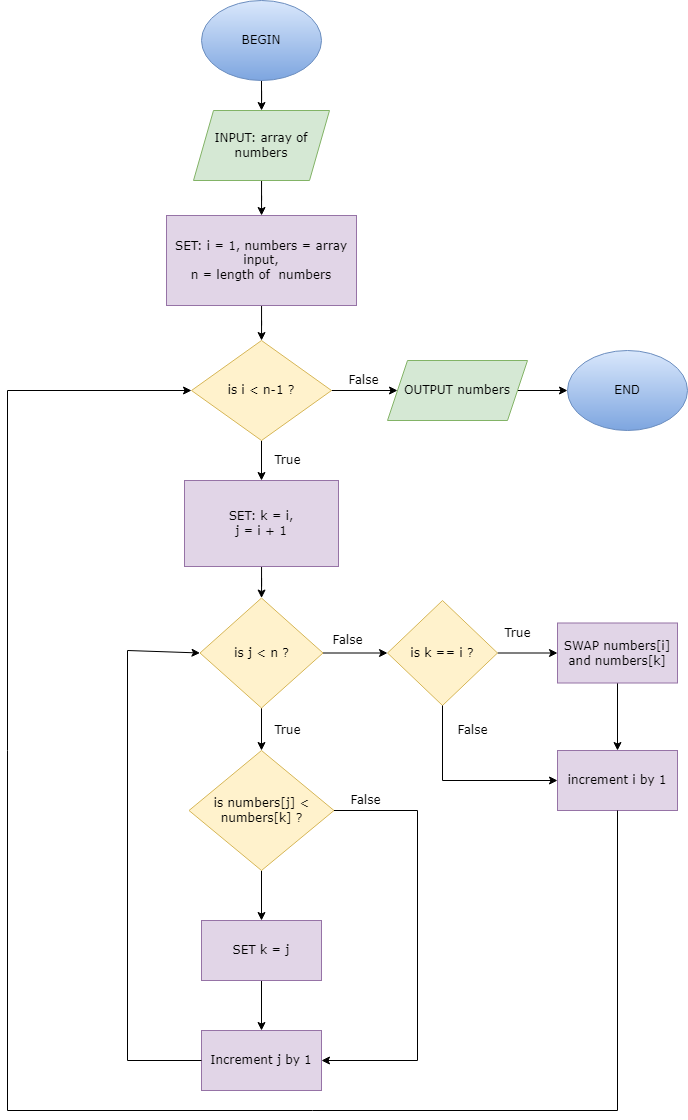 BEGIN
INPUT: array of
numbers
SET: i = 1, numbers = array
input,
n = length of numbers
is i < n-1 ?
False
OUTPUT numbers
END
True
SET: k = i,
j = i + 1
is j < n ?
False
is k == i ?
True
SWAP numbers[i]
and numbers[k]
True
False
is numbers[j] <
numbers[k] ?
False
increment i by 1
SET k = j
Increment j by 1